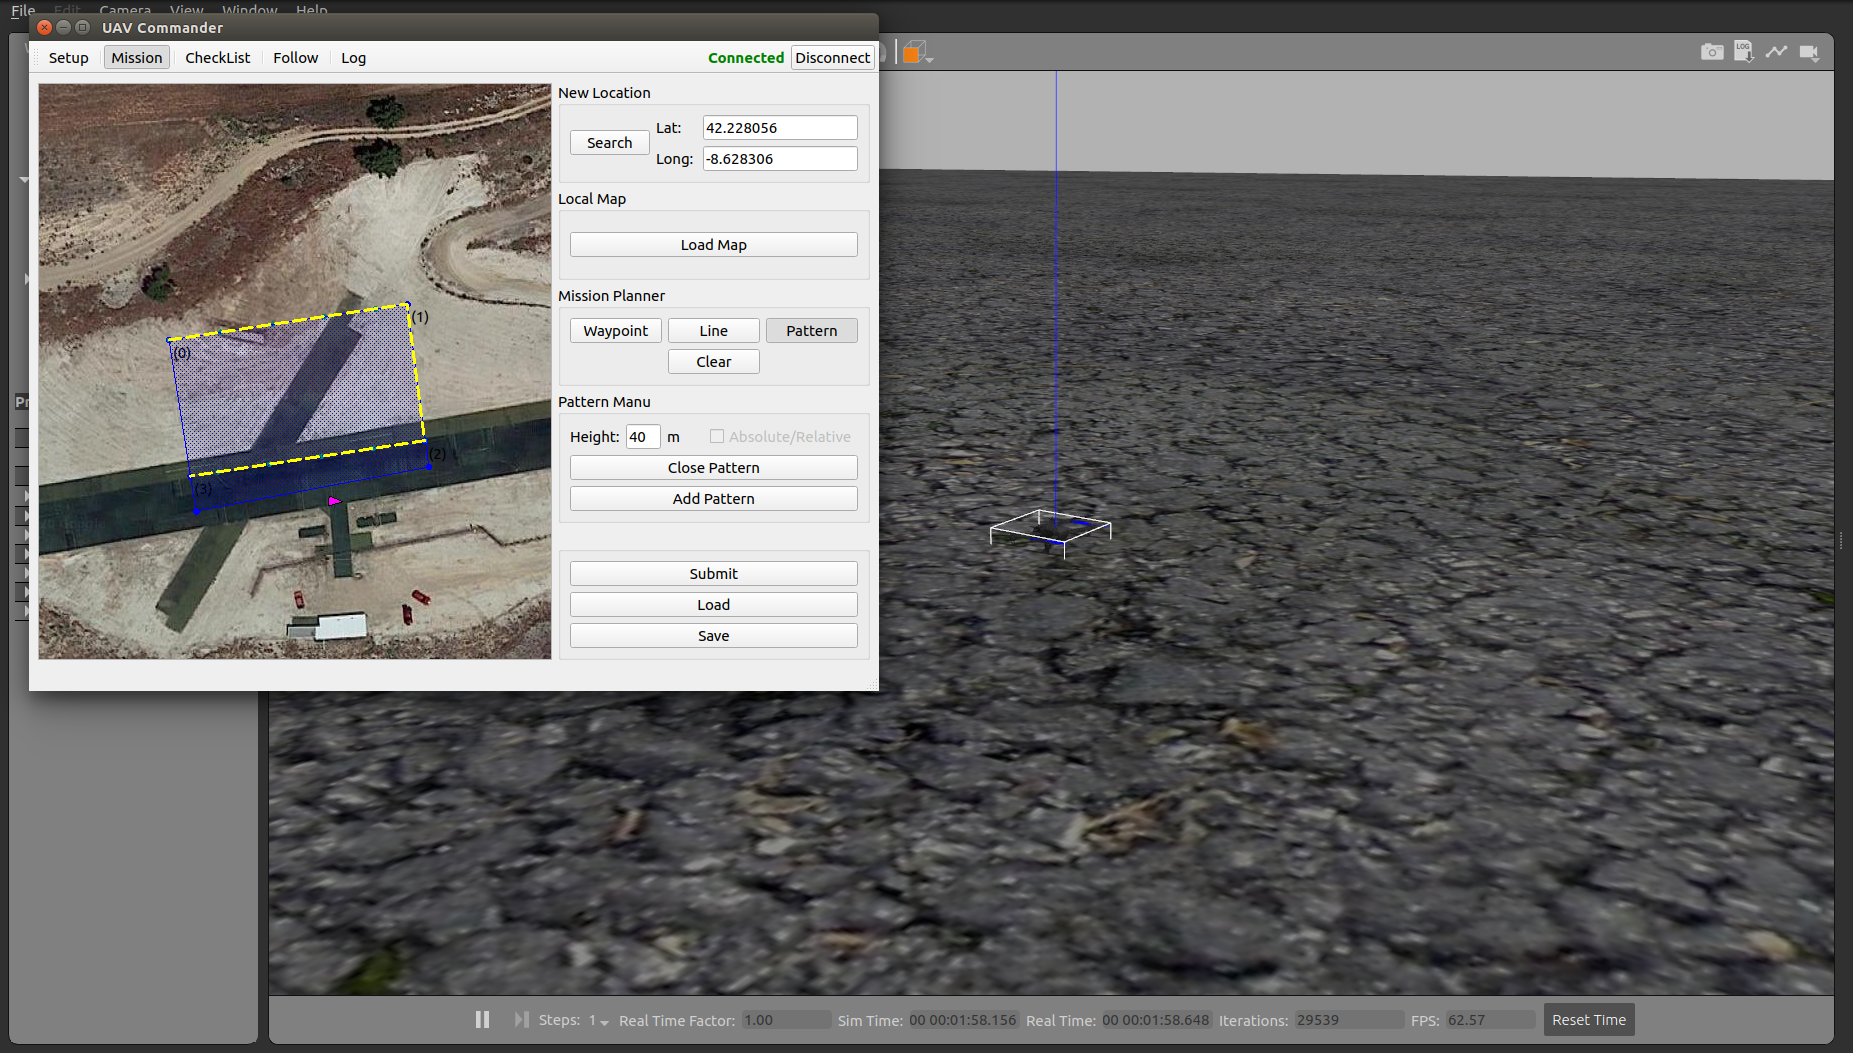 File Edit Camera View Window Help
UAV Commander
Setup Mission CheckList Follow Log Connected Disconnect
New Location
Search
Lat: 42.228056
Long: -8.628306
Local Map
Load Map
Mission Planner
Waypoint Line Pattern
Clear
Pattern Manu
Height: 40 m Absolute/Relative
Close Pattern
Add Pattern
Submit
Load
Save
(0)
(1)
(2)
(3)
LOG
Steps: 1 Real Time Factor: 1.00 Sim Time: 00 00:01:58.156 Real Time: 00 00:01:58.648 Iterations: 29539 FPS: 62.57 Reset Time